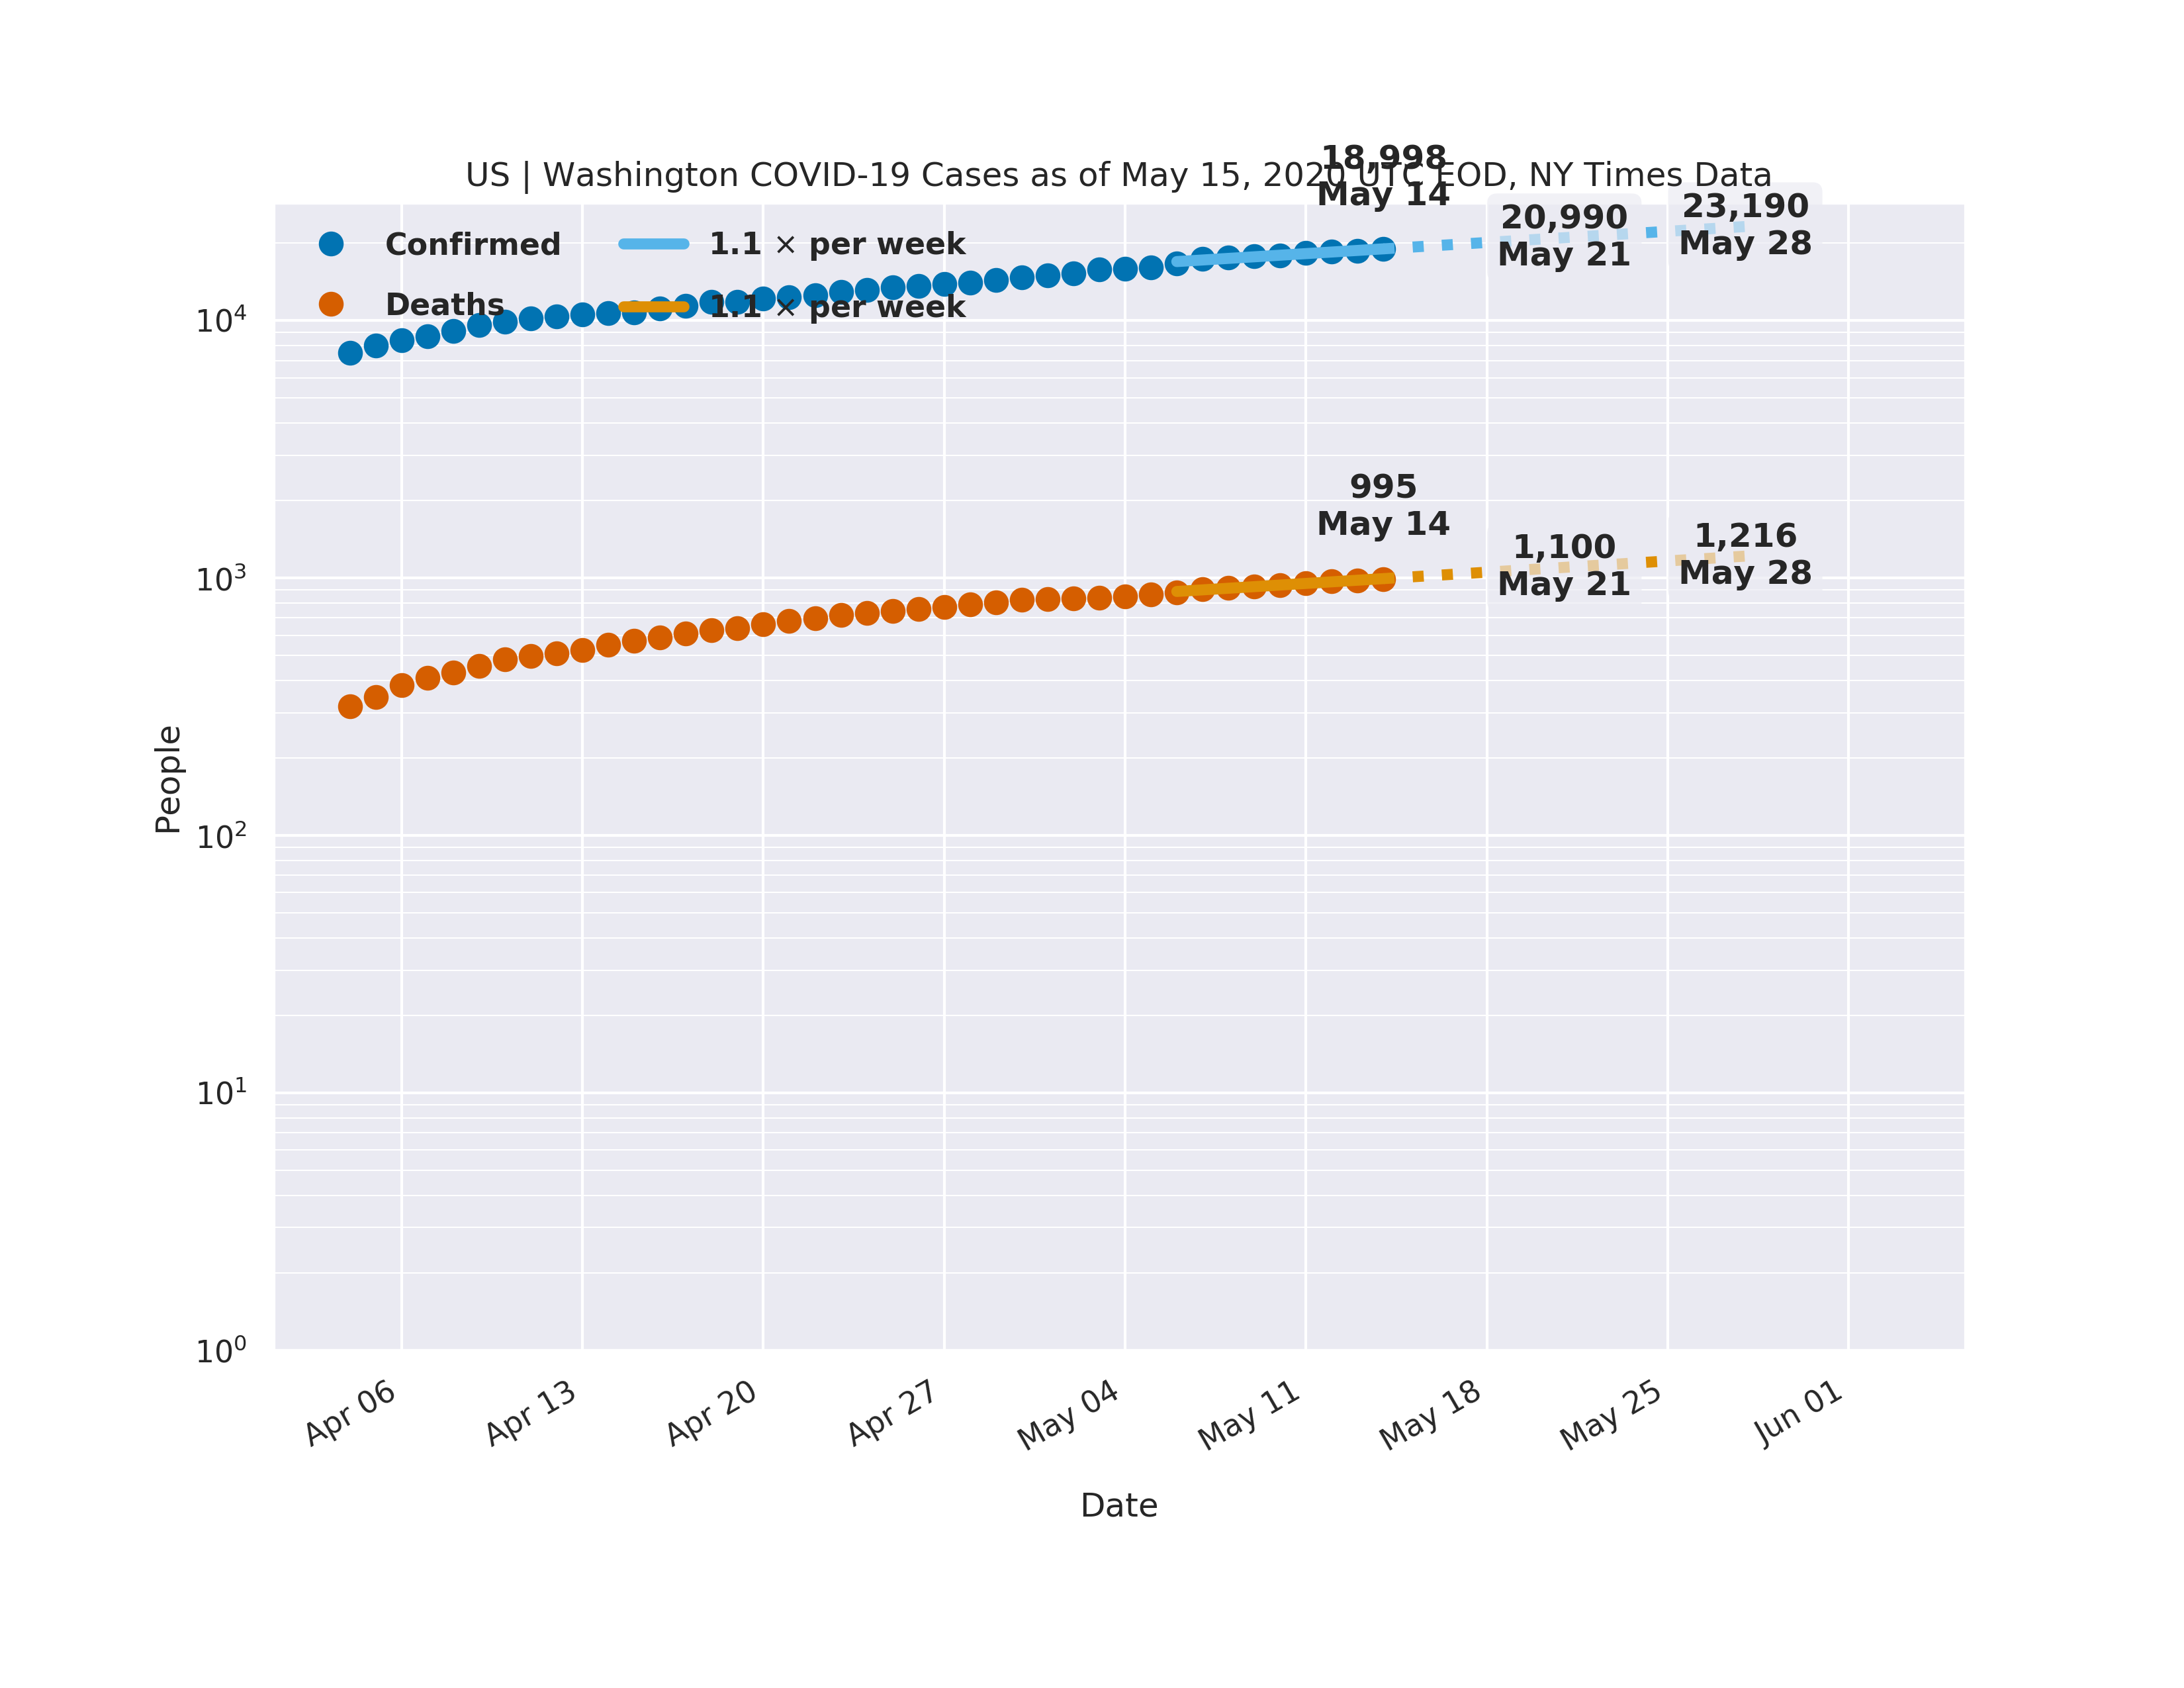 18,998
May 14
US | Washington COVID-19 Cases as of May 15, 2020 UTC EOD, NY Times Data
20,990
May 21
23,190
May 28
Confirmed
1.1 × per week
Deaths
1.1 × per week
995
May 14
1,100
May 21
1,216
May 28
People
10⁴
10³
10²
10¹
10⁰
Apr 06
Apr 13
Apr 20
Apr 27
May 04
May 11
May 18
May 25
Jun 01
Date